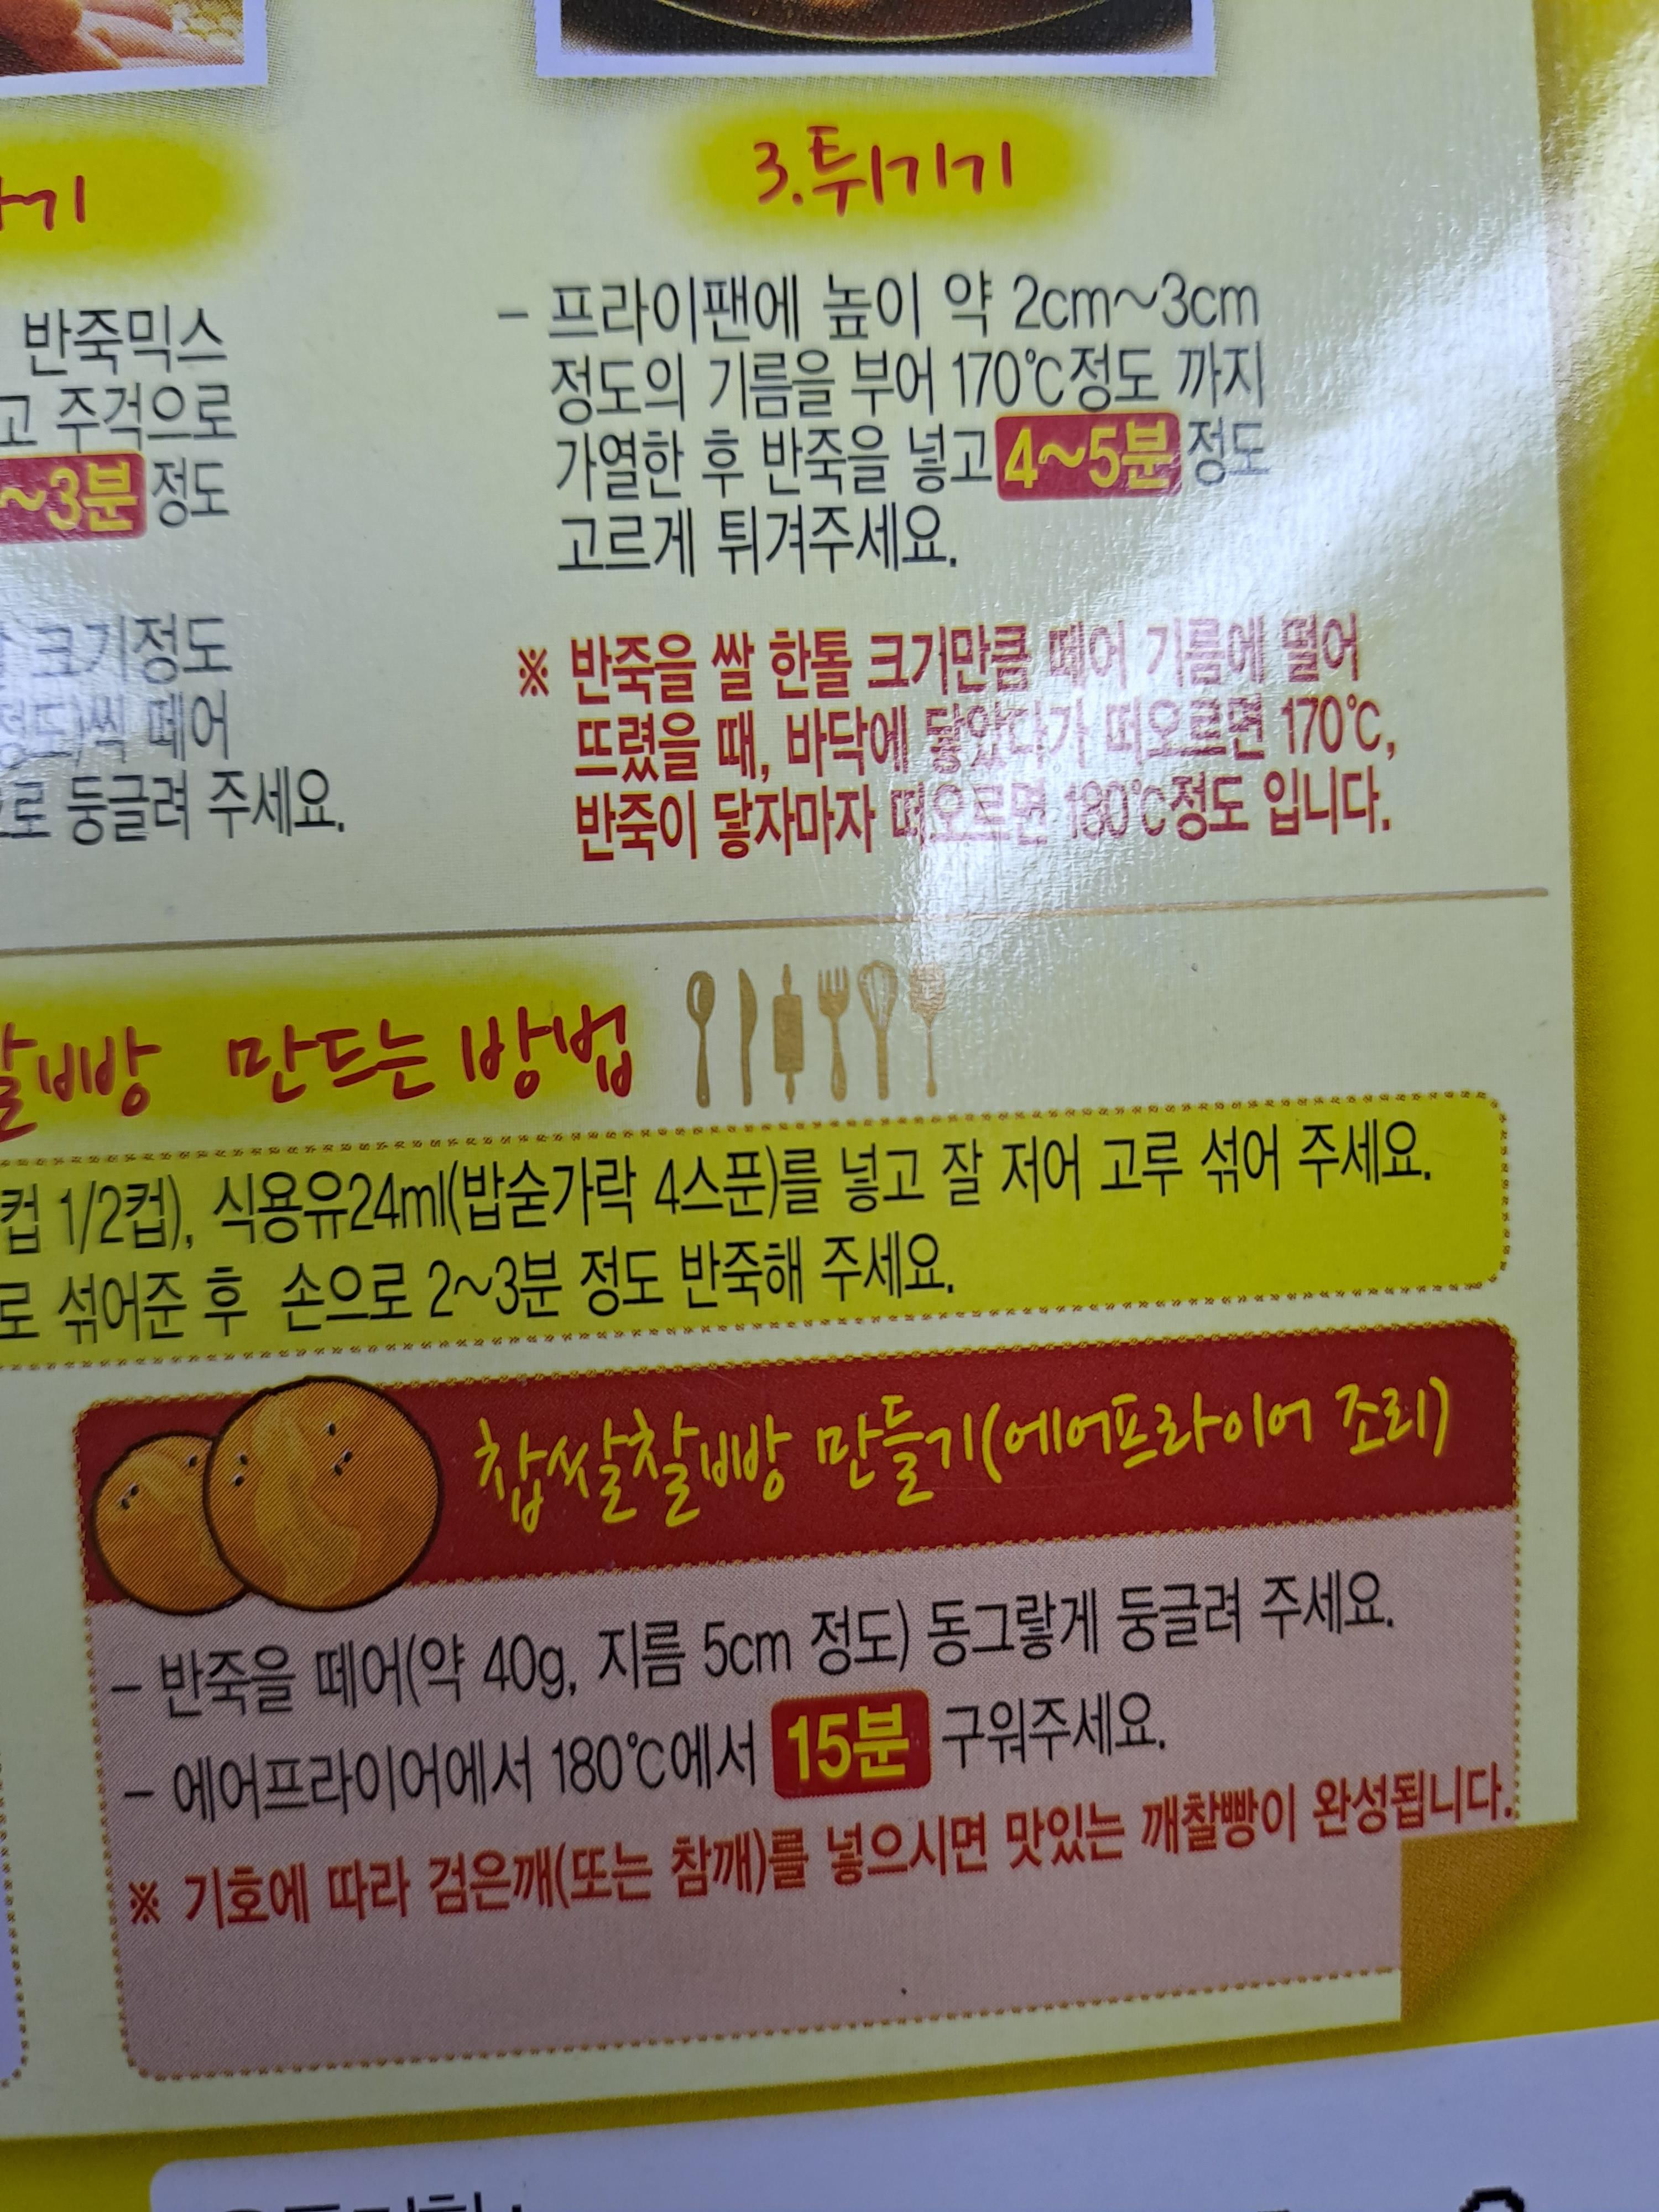 기
3.튀기기
반죽믹스
고 주걱으로
~3분 정도
크기정도
정도)씩 떼어
로 둥글려 주세요.
- 프라이팬에 높이 약 2cm~3cm
정도의 기름을 부어 170℃정도 까지
가열한 후 반죽을 넣고 4~5분 정도
고르게 튀겨주세요.
※ 반죽을 쌀 한톨 크기만큼 떼어 기름에 떨어
뜨렸을 때, 바닥에 닿았다가 떠오르면 170℃,
반죽이 닿자마자 떠오르면 180℃정도 입니다.
찰빵 만드는 방법
컵 1/2컵), 식용유24ml(밥숟가락 4스푼)를 넣고 잘 저어 고루 섞어 주세요.
로 섞어준 후 손으로 2~3분 정도 반죽해 주세요.
찹쌀찰빵 만들기(에어프라이어 조리)
- 반죽을 떼어(약 40g, 지름 5cm 정도) 동그랗게 둥글려 주세요.
- 에어프라이어에서 180℃에서 15분 구워주세요.
※ 기호에 따라 검은깨(또는 참깨)를 넣으시면 맛있는 깨찰빵이 완성됩니다.